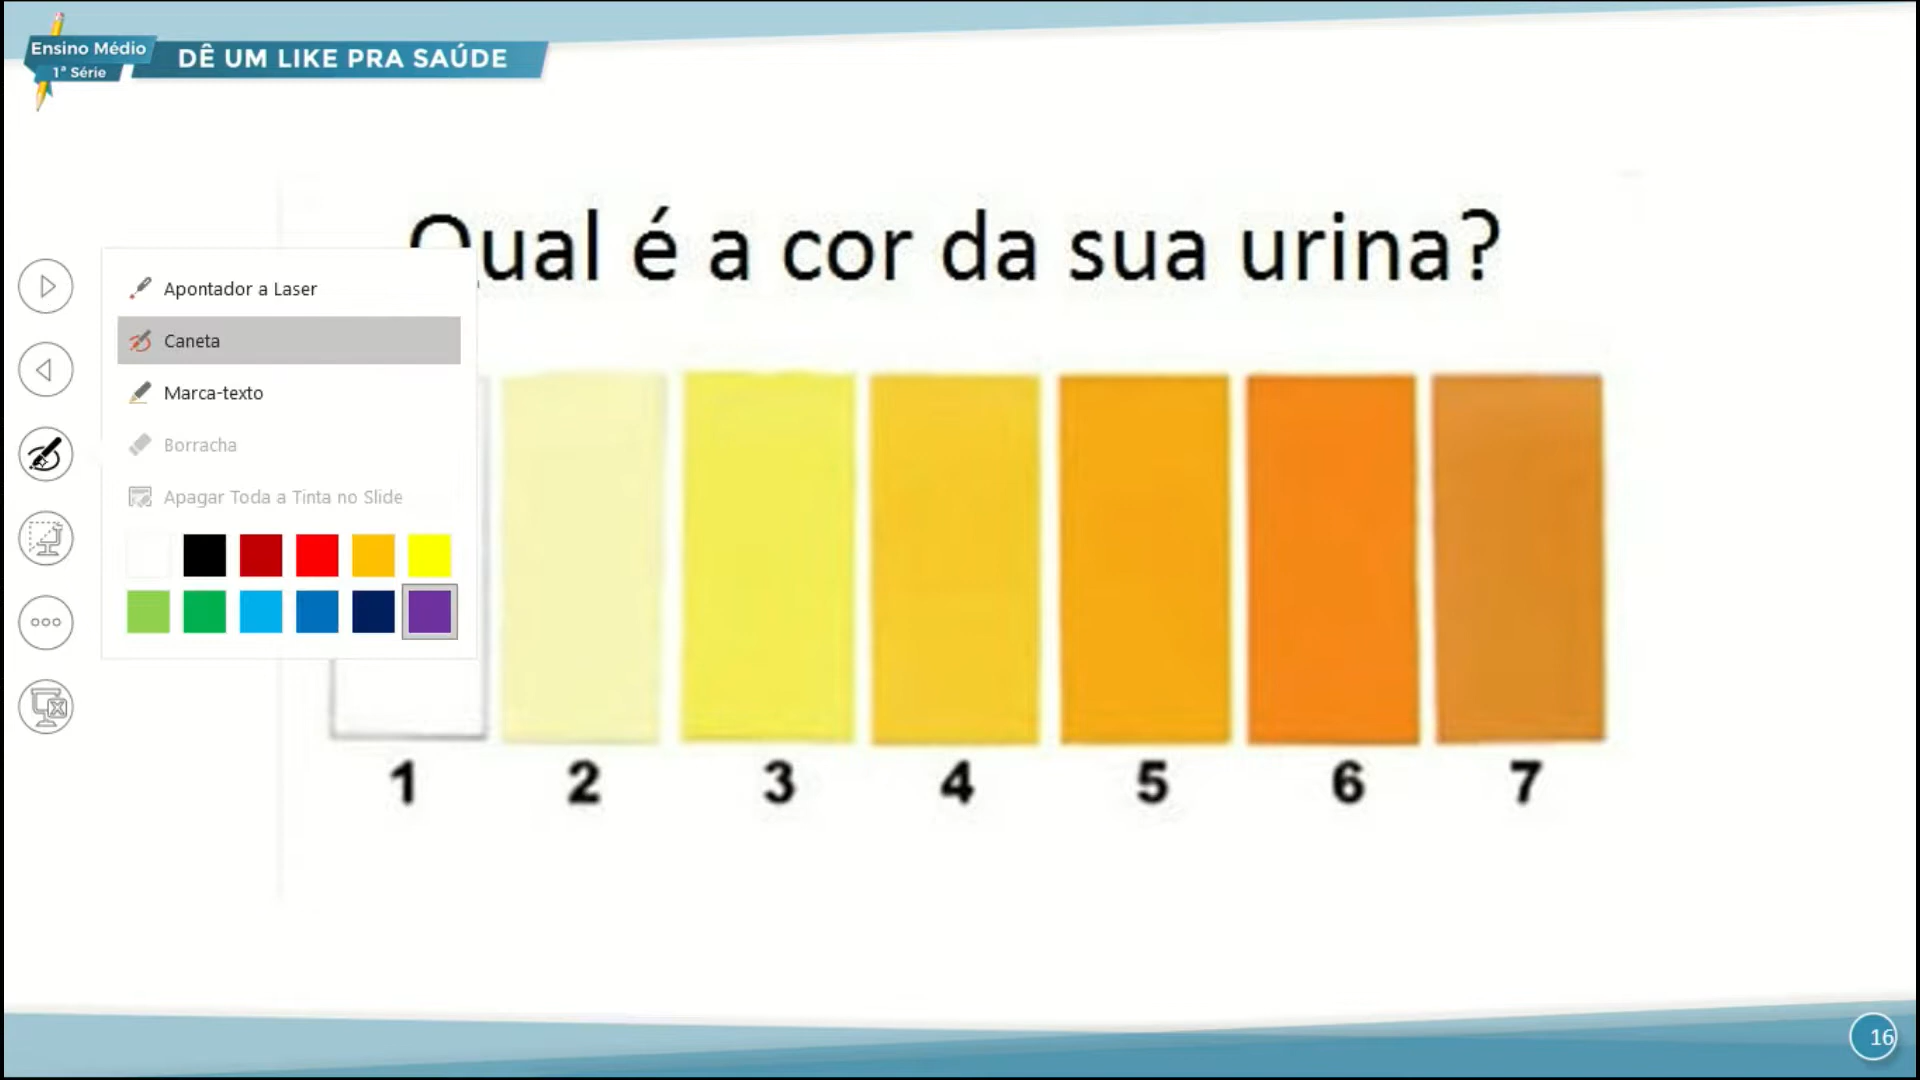 Ensino Médio
1ª Série
DÊ UM LIKE PRA SAÚDE
Qual é a cor da sua urina?
Apontador a Laser
Caneta
Marca-texto
Borracha
Apagar Toda a Tinta no Slide
1 2 3 4 5 6 7
16